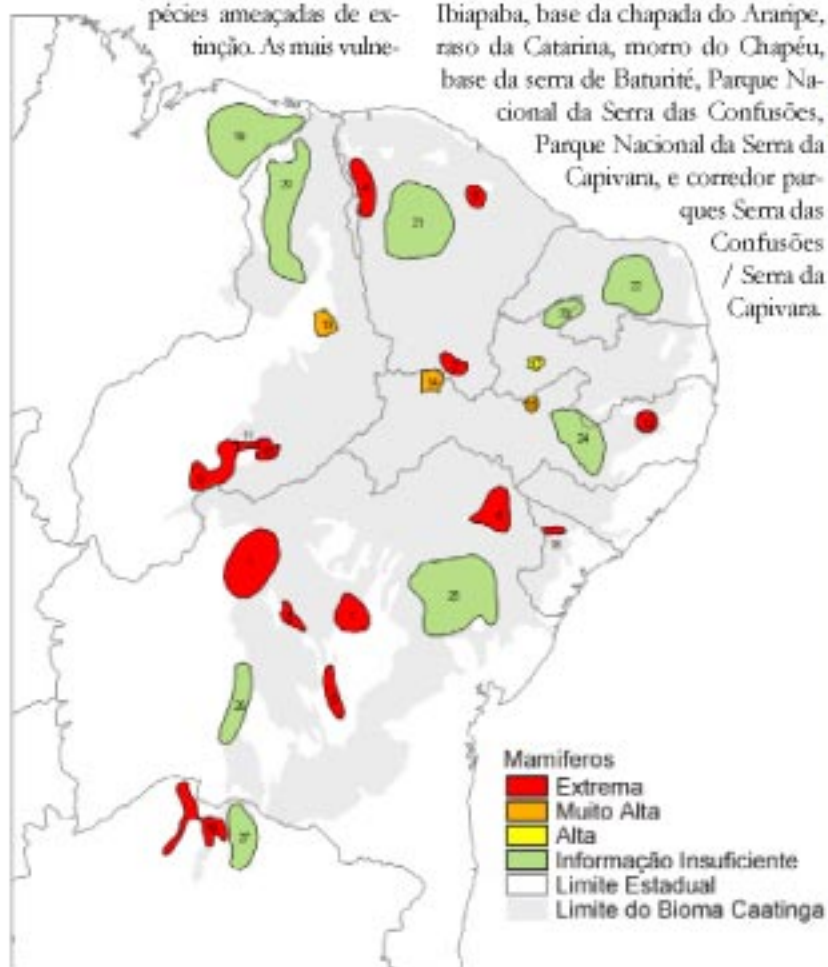 pécies ameaçadas de ex-
tinção. As mais vulne-
Ibiapaba, base da chapada do Araripe,
raso da Catarina, morro do Chapéu,
base da serra de Baturité, Parque Na-
cional da Serra das Confusões,
Parque Nacional da Serra da
Capivara, e corredor par-
ques Serra das
Confusões
/ Serra da
Capivara.
21
24
25
Mamíferos
Extrema
Muito Alta
Alta
Informação Insuficiente
Limite Estadual
Limite do Bioma Caatinga